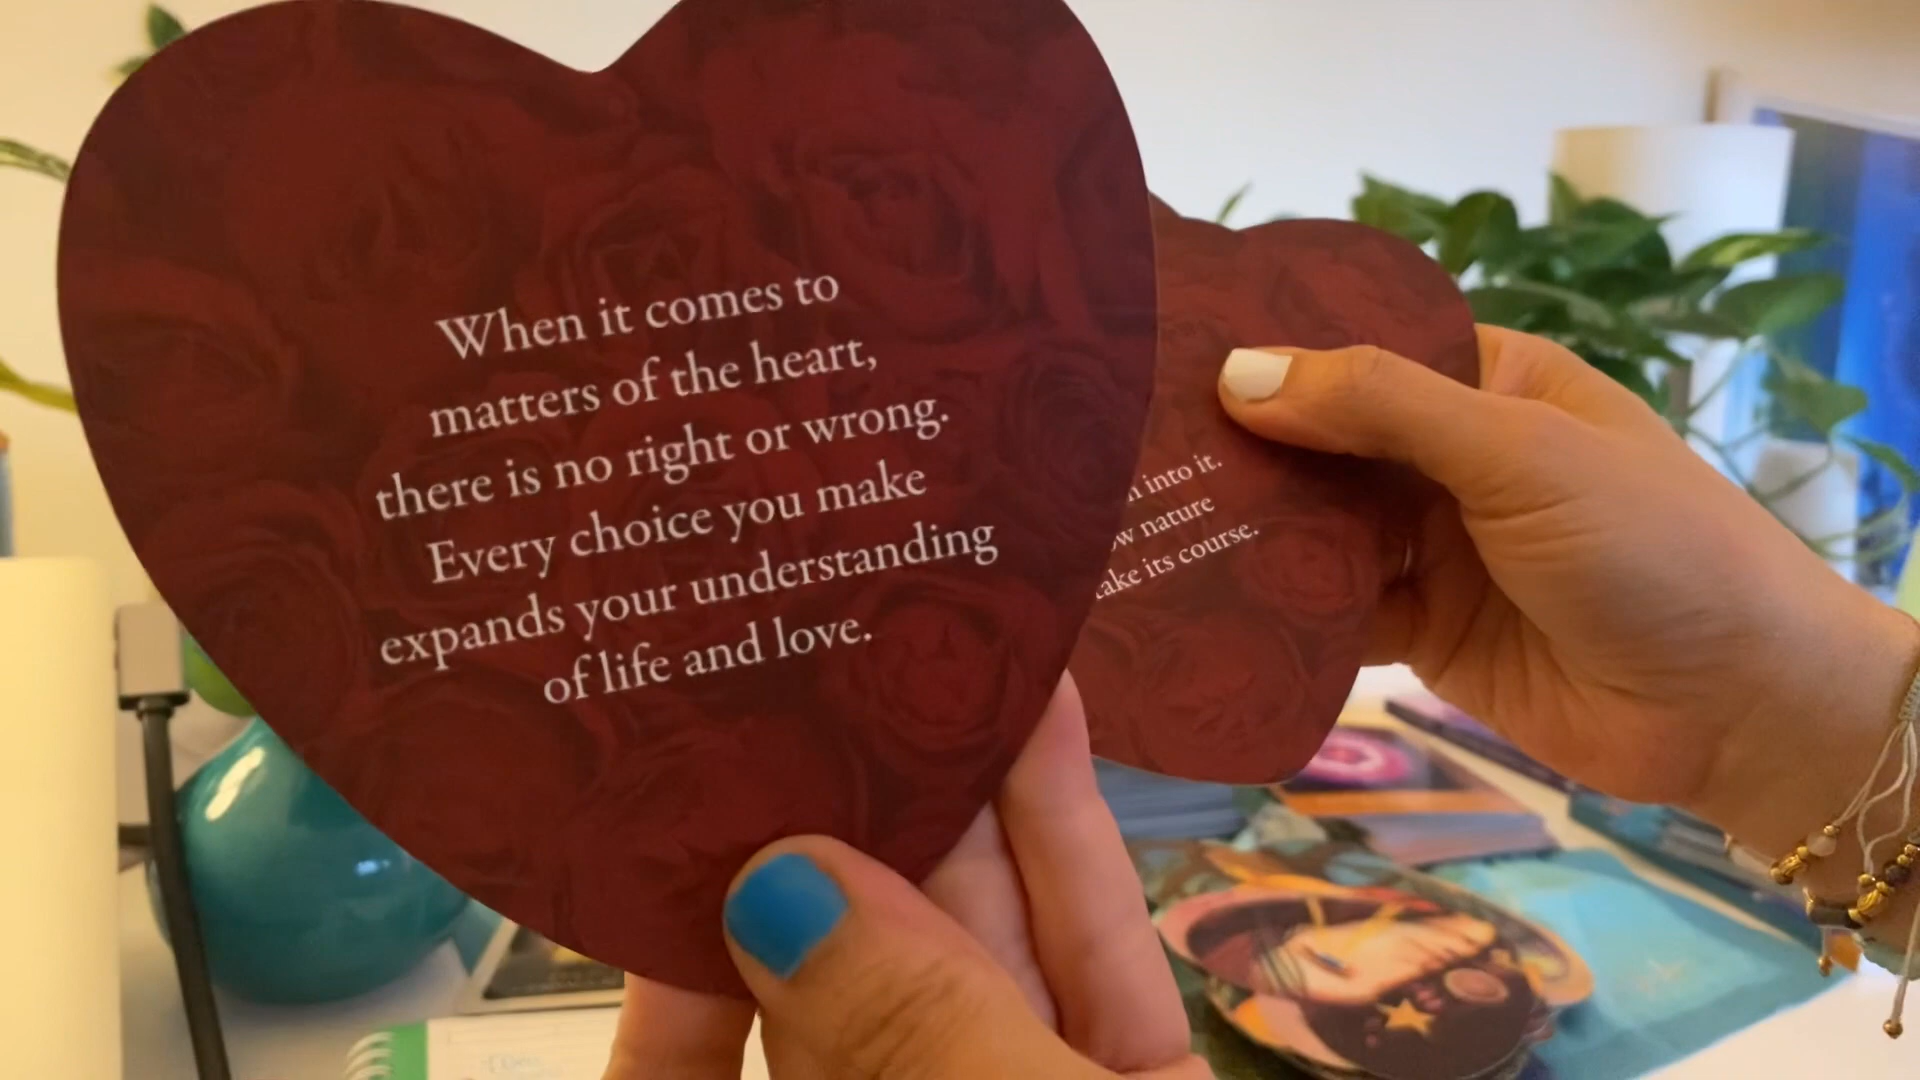 When it comes to
matters of the heart,
there is no right or wrong.
Every choice you make
expands your understanding
of life and love.
into it.
nature
take its course.